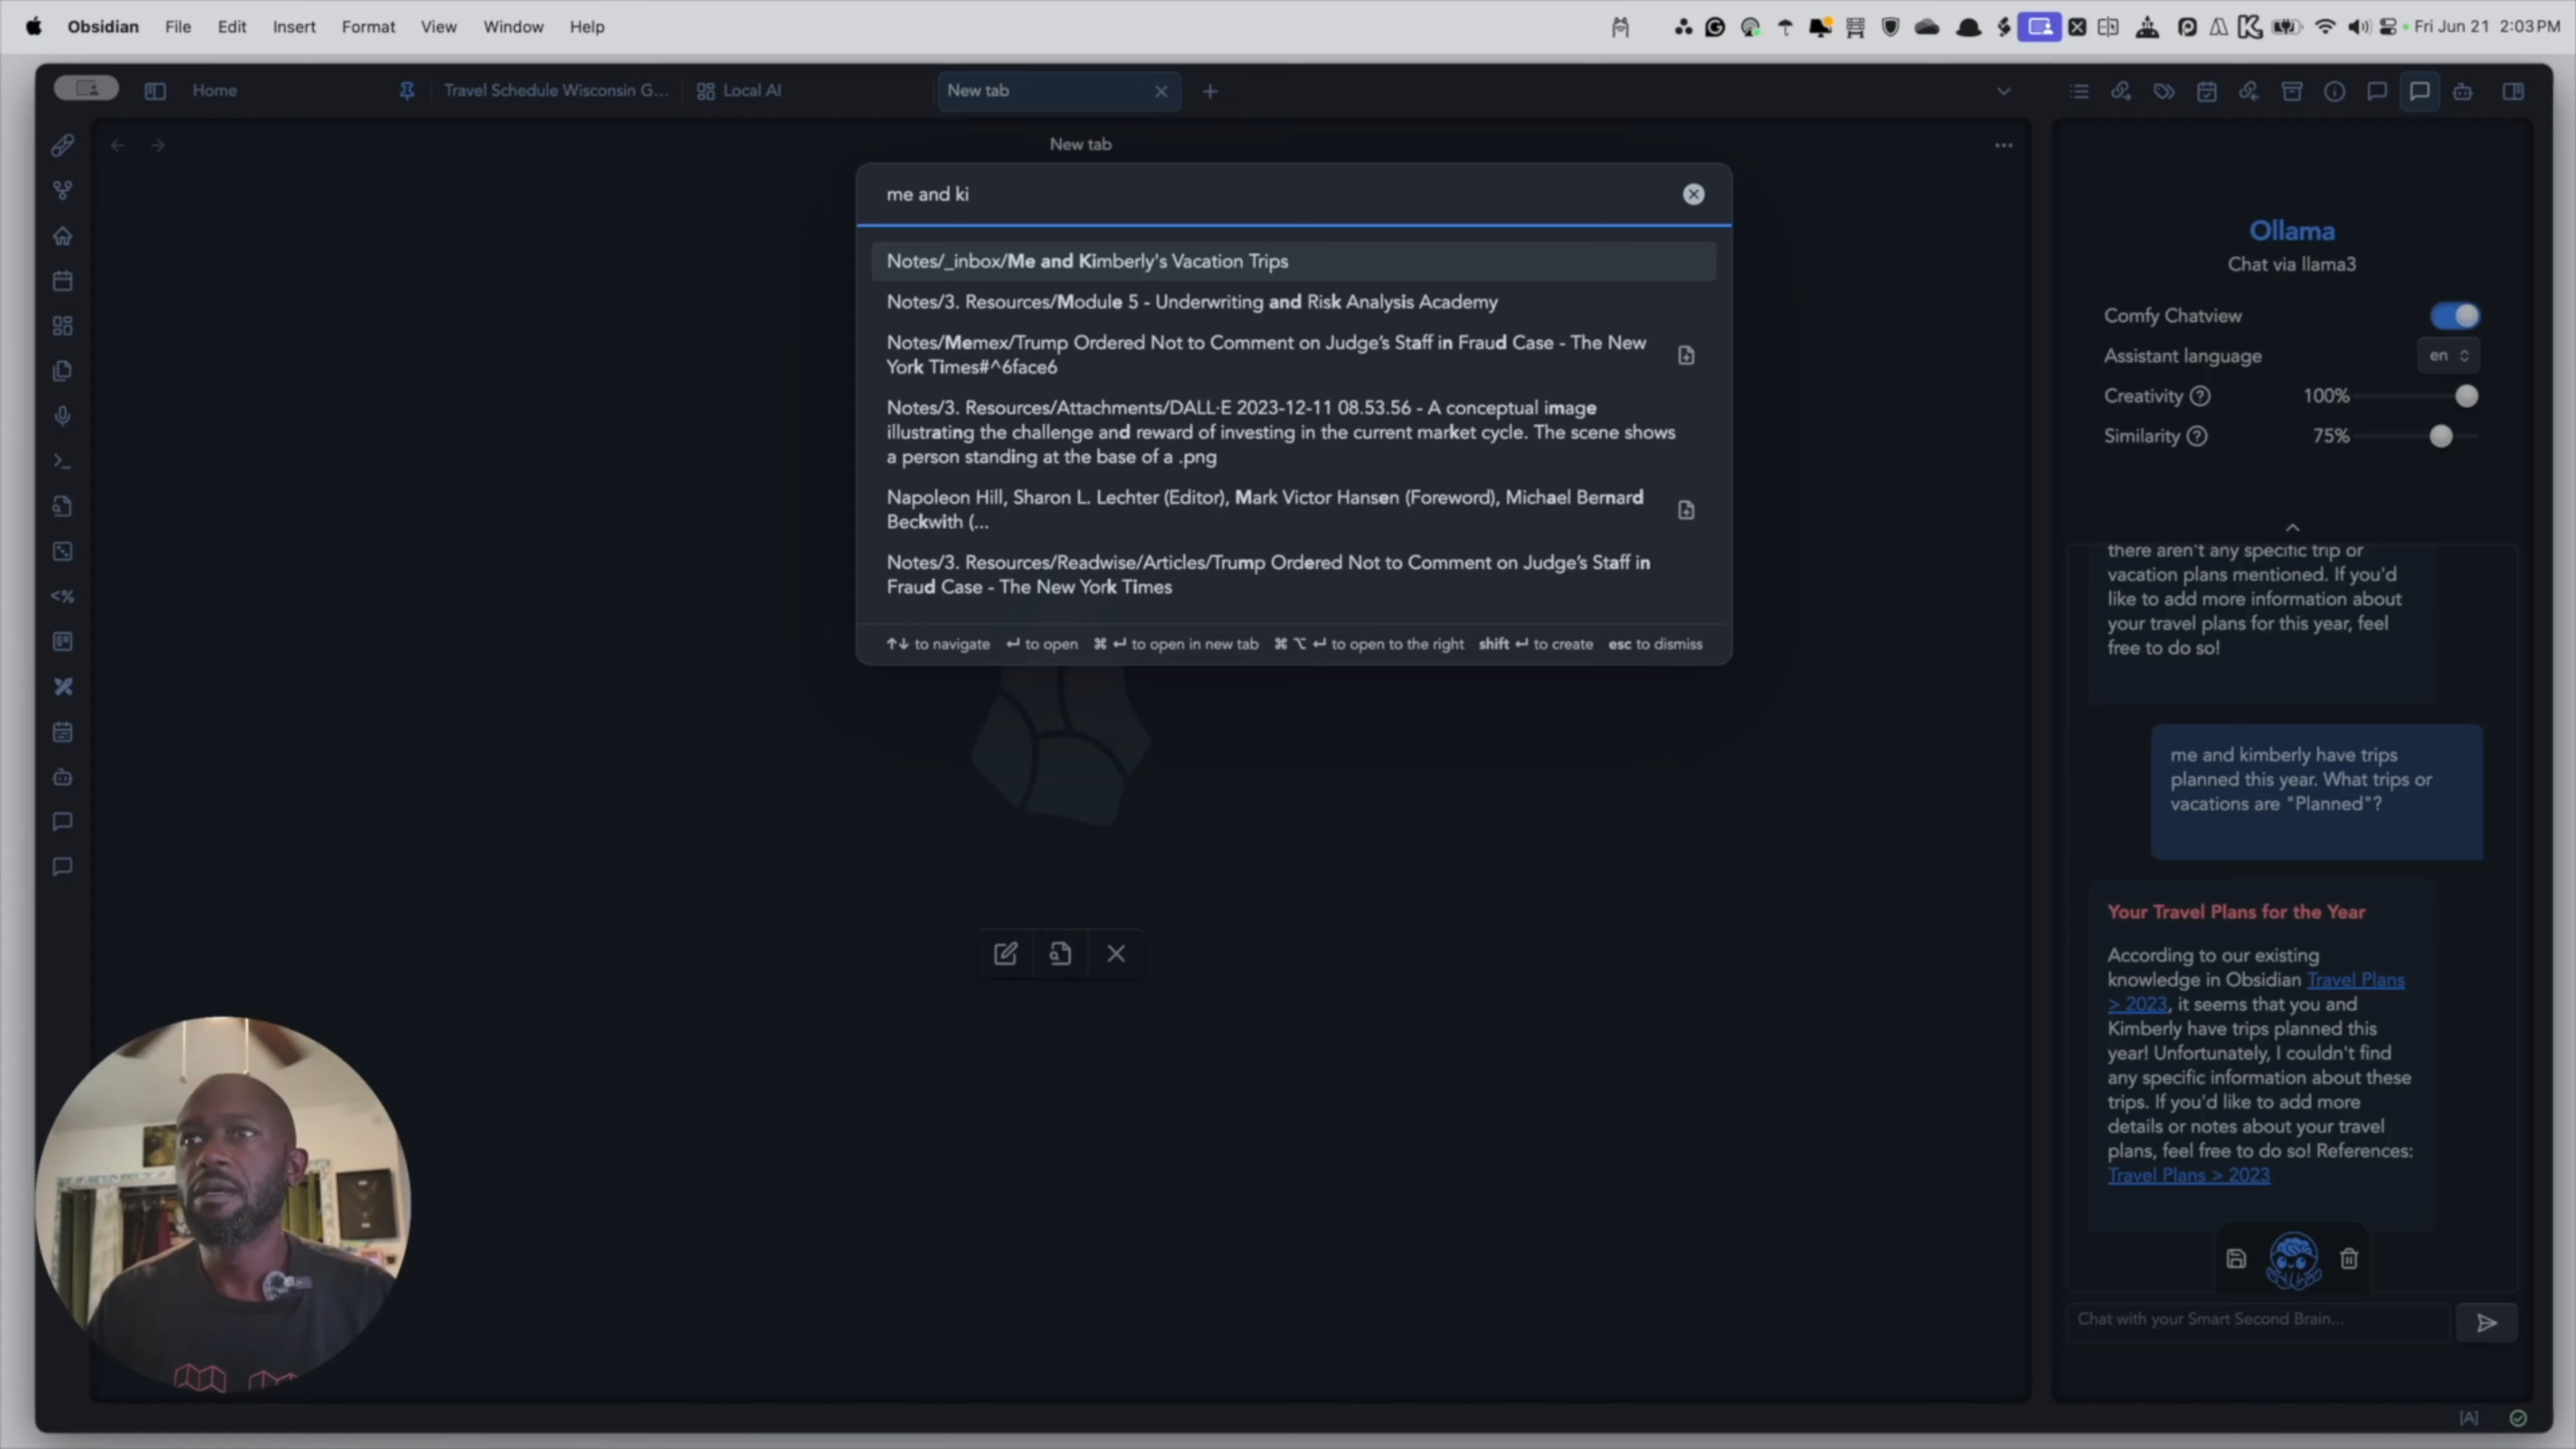 Obsidian File Edit Insert Format View Window Help
Fri Jun 21 2:03 PM
Home
Travel Schedule Wisconsin G...
Local AI
New tab
New tab
me and ki
Notes/_inbox/Me and Kimberly's Vacation Trips
Notes/3. Resources/Module 5 - Underwriting and Risk Analysis Academy
Notes/Memex/Trump Ordered Not to Comment on Judge’s Staff in Fraud Case - The New
York Times#^6face6
Notes/3. Resources/Attachments/DALL·E 2023-12-11 08.53.56 - A conceptual image
illustrating the challenge and reward of investing in the current market cycle. The scene shows
a person standing at the base of a .png
Napoleon Hill, Sharon L. Lechter (Editor), Mark Victor Hansen (Foreword), Michael Bernard
Beckwith (...
Notes/3. Resources/Readwise/Articles/Trump Ordered Not to Comment on Judge’s Staff in
Fraud Case - The New York Times
↑↓ to navigate ↵ to open ⌘ ↵ to open in new tab ⌘ ⌥ ↵ to open to the right shift ↵ to create esc to dismiss
Ollama
Chat via llama3
Comfy Chatview
Assistant language en
Creativity 100%
Similarity 75%
there aren't any specific trip or
vacation plans mentioned. If you'd
like to add more information about
your travel plans for this year, feel
free to do so!
me and kimberly have trips
planned this year. What trips or
vacations are "Planned"?
Your Travel Plans for the Year
According to our existing
knowledge in Obsidian Travel Plans
> 2023, it seems that you and
Kimberly have trips planned this
year! Unfortunately, I couldn't find
any specific information about these
trips. If you'd like to add more
details or notes about your travel
plans, feel free to do so! References:
Travel Plans > 2023
Chat with your Smart Second Brain...
[A]